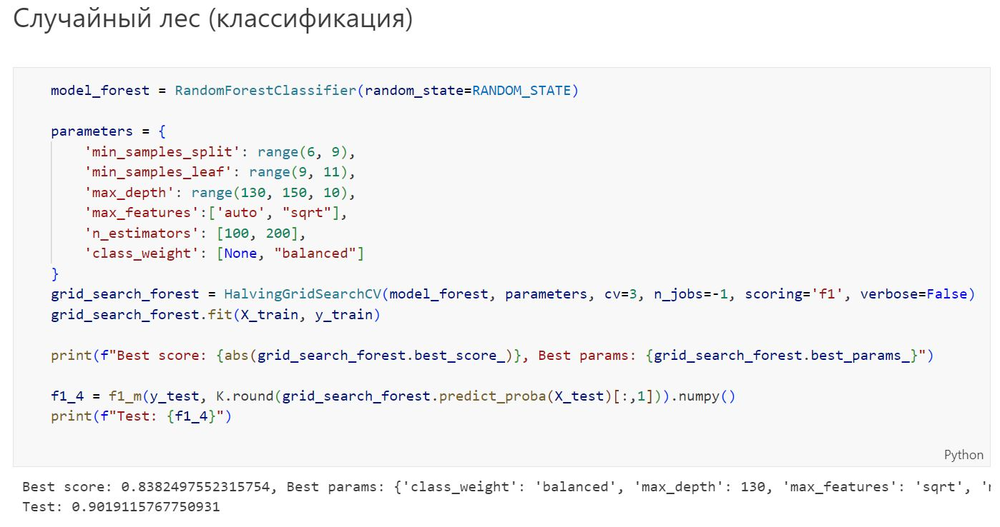 Случайный лес (классификация)
model_forest = RandomForestClassifier(random_state=RANDOM_STATE)
parameters = {
'min_samples_split': range(6, 9),
'min_samples_leaf': range(9, 11),
'max_depth': range(130, 150, 10),
'max_features':['auto', "sqrt"],
'n_estimators': [100, 200],
'class_weight': [None, "balanced"]
}
grid_search_forest = HalvingGridSearchCV(model_forest, parameters, cv=3, n_jobs=-1, scoring='f1', verbose=False)
grid_search_forest.fit(X_train, y_train)
print(f"Best score: {abs(grid_search_forest.best_score_)}, Best params: {grid_search_forest.best_params_}")
f1_4 = f1_m(y_test, K.round(grid_search_forest.predict_proba(X_test)[:,1])).numpy()
print(f"Test: {f1_4}")
Python
Best score: 0.8382497552315754, Best params: {'class_weight': 'balanced', 'max_depth': 130, 'max_features': 'sqrt',
Test: 0.9019115767750931